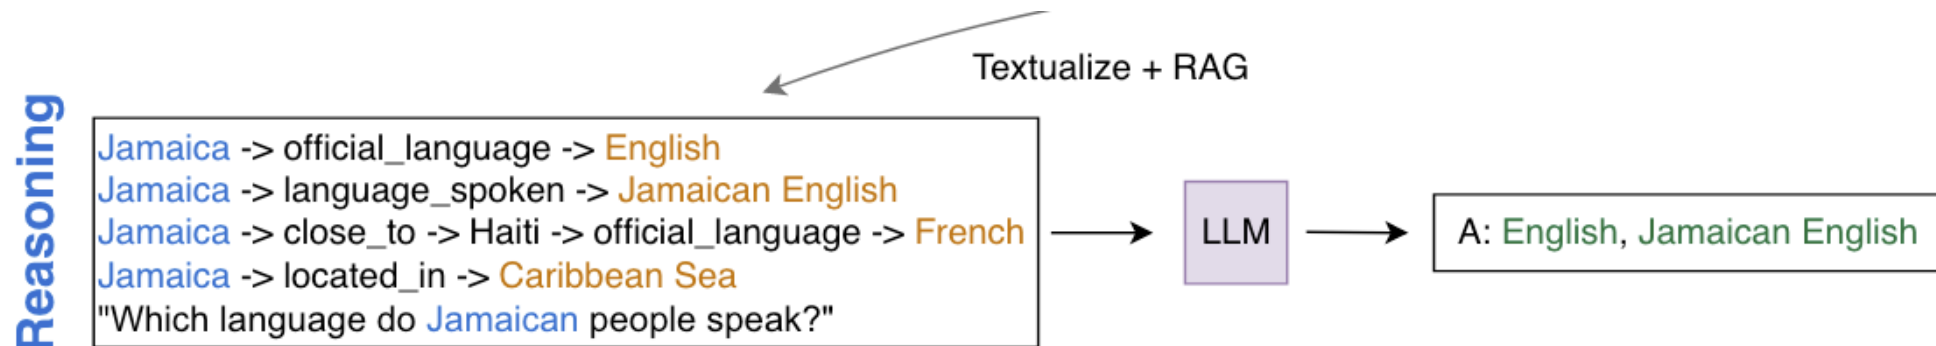 Textualize + RAG
Reasoning
Jamaica -> official_language -> English
Jamaica -> language_spoken -> Jamaican English
Jamaica -> close_to -> Haiti -> official_language -> French
Jamaica -> located_in -> Caribbean Sea
"Which language do Jamaican people speak?"
LLM
A: English, Jamaican English